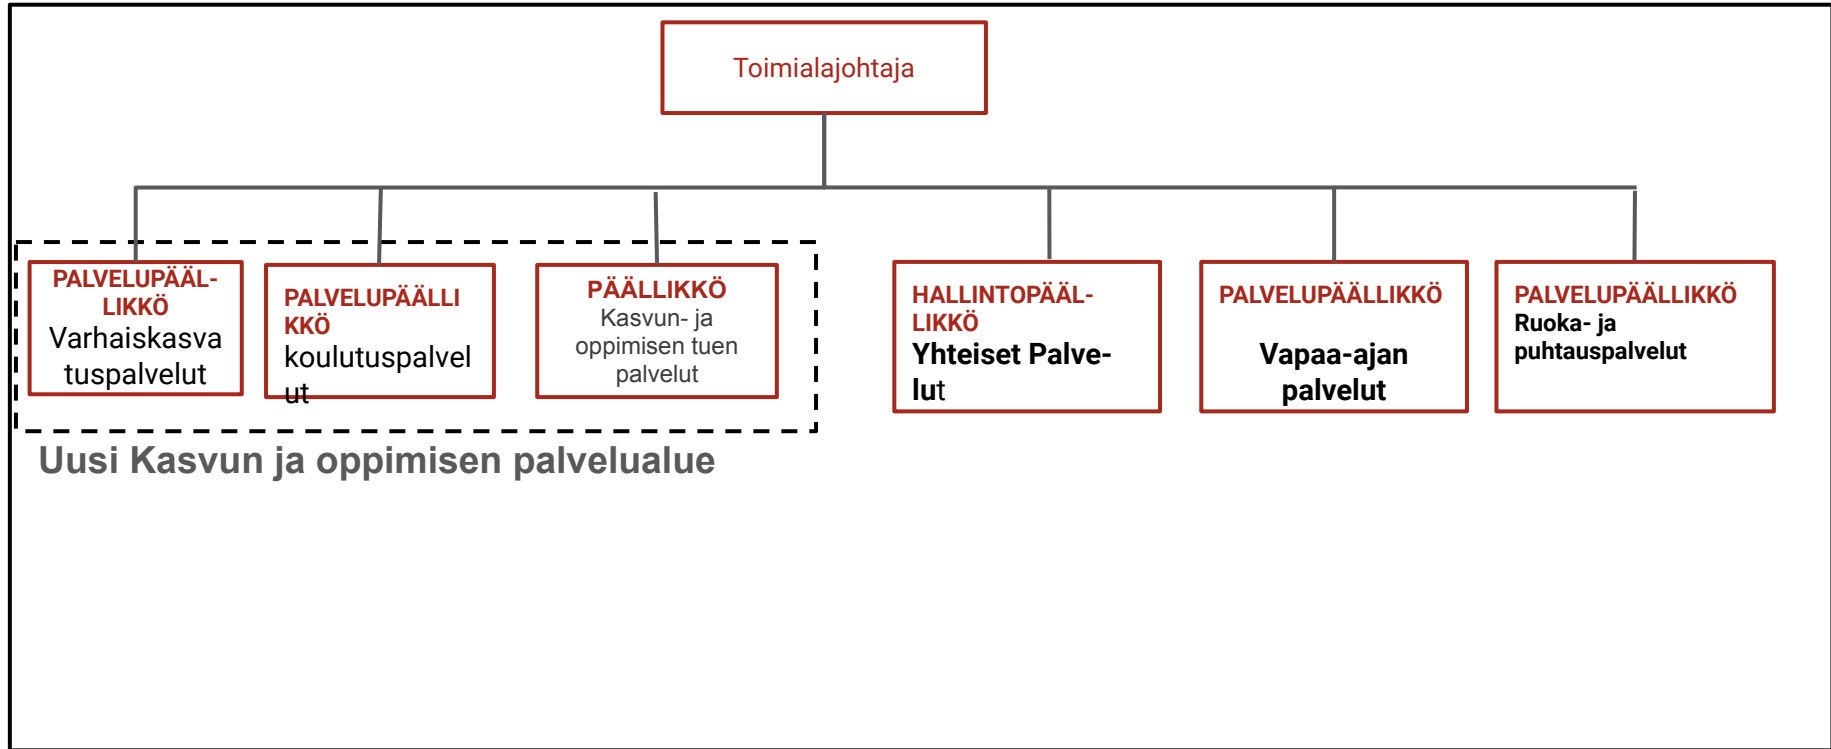 Toimialajohtaja
PALVELUPÄÄL-
LIKKÖ
Varhaiskasva
tuspalvelut
PALVELUPÄÄLLI
KKÖ
koulutuspalvel
ut
PÄÄLLIKKÖ
Kasvun- ja
oppimisen tuen
palvelut
HALLINTOPÄÄL-
LIKKÖ
Yhteiset Palve-
lut
PALVELUPÄÄLLIKKÖ
Vapaa-ajan
palvelut
PALVELUPÄÄLLIKKÖ
Ruoka- ja
puhtauspalvelut
Uusi Kasvun ja oppimisen palvelualue